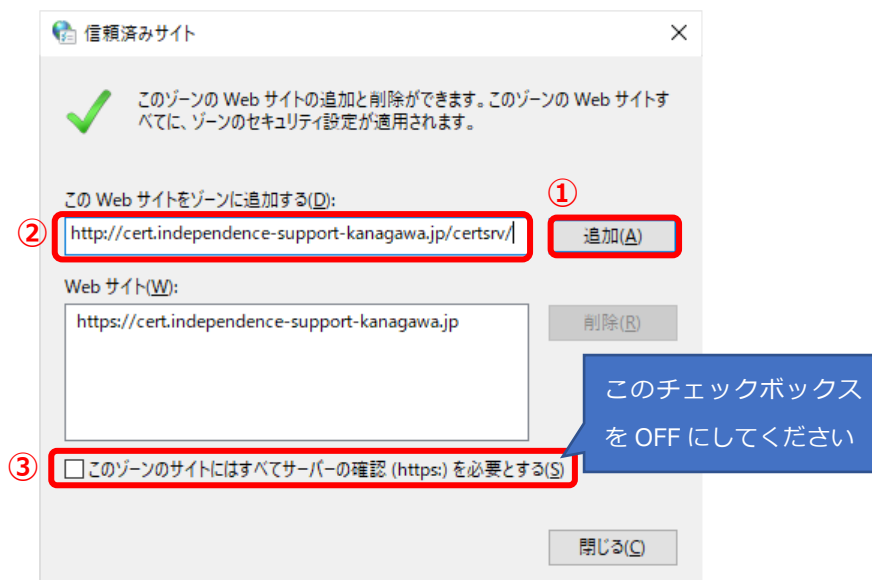 信頼済みサイト
このゾーンの Web サイトの追加と削除ができます。このゾーンの Web サイトす
べてに、ゾーンのセキュリティ設定が適用されます。
①
この Web サイトをゾーンに追加する(D):
②
http://cert.independence-support-kanagawa.jp/certsrv/
追加(A)
Web サイト(W):
https://cert.independence-support-kanagawa.jp
削除(R)
このチェックボックス
を OFF にしてください
③
このゾーンのサイトにはすべてサーバーの確認 (https:) を必要とする(S)
閉じる(C)